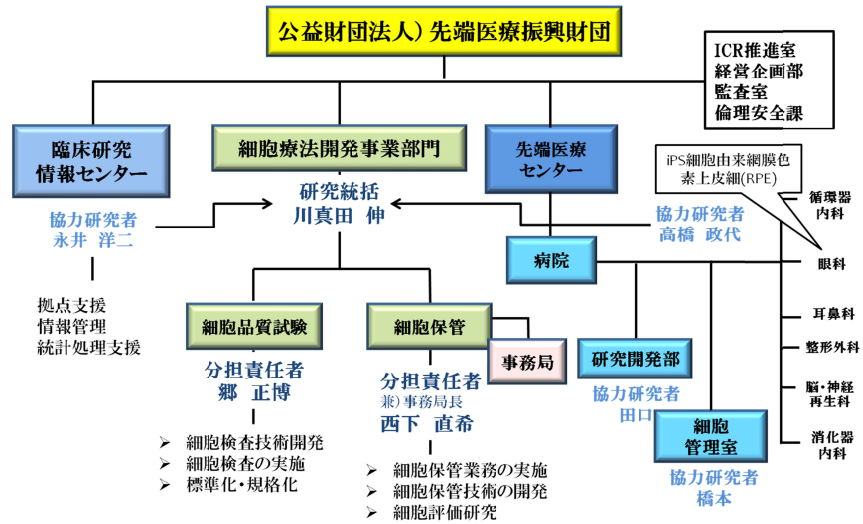 公益財団法人）先端医療振興財団
ICR推進室
経営企画部
監査室
倫理安全課
臨床研究
情報センター
細胞療法開発事業部門
先端医療
センター
iPS細胞由来網膜色
素上皮細(RPE)
研究統括
川真田 伸
協力研究者
永井 洋二
協力研究者
高橋 政代
循環器
内科
病院
眼科
拠点支援
情報管理
統計処理支援
細胞品質試験
細胞保管
事務局
研究開発部
耳鼻科
整形外科
脳・神経
再生科
消化器
内科
分担責任者
郷 正博
分担責任者
兼）事務局長
西下 直希
協力研究者
田口
細胞
管理室
協力研究者
橋本
➢ 細胞検査技術開発
➢ 細胞検査の実施
➢ 標準化・規格化
➢ 細胞保管業務の実施
➢ 細胞保管技術の開発
➢ 細胞評価研究